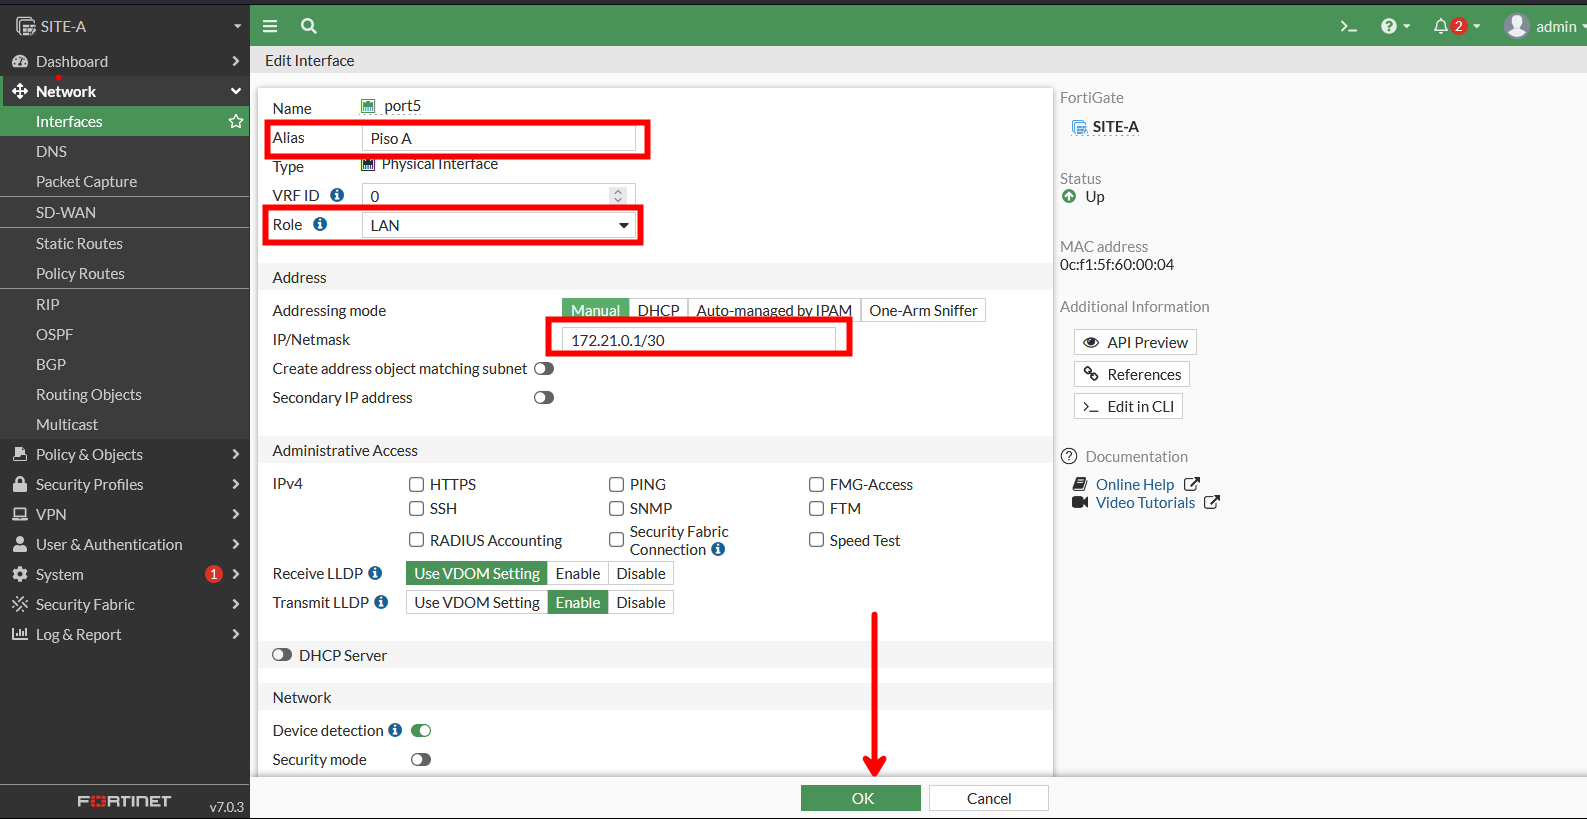 SITE-A
admin
2
Dashboard
Network
Interfaces
DNS
Packet Capture
SD-WAN
Static Routes
Policy Routes
RIP
OSPF
BGP
Routing Objects
Multicast
Policy & Objects
Security Profiles
VPN
User & Authentication
System 1
Security Fabric
Log & Report
FORTINET v7.0.3
Edit Interface
Name port5
Alias Piso A
Type Physical Interface
VRF ID 0
Role LAN
Address
Addressing mode Manual DHCP Auto-managed by IPAM One-Arm Sniffer
IP/Netmask 172.21.0.1/30
Create address object matching subnet
Secondary IP address
Administrative Access
IPv4 HTTPS PING FMG-Access
SSH SNMP FTM
RADIUS Accounting Security Fabric Connection Speed Test
Receive LLDP Use VDOM Setting Enable Disable
Transmit LLDP Use VDOM Setting Enable Disable
DHCP Server
Network
Device detection
Security mode
OK Cancel
FortiGate
SITE-A
Status
Up
MAC address
0c:f1:5f:60:00:04
Additional Information
API Preview
References
>_ Edit in CLI
Documentation
Online Help
Video Tutorials